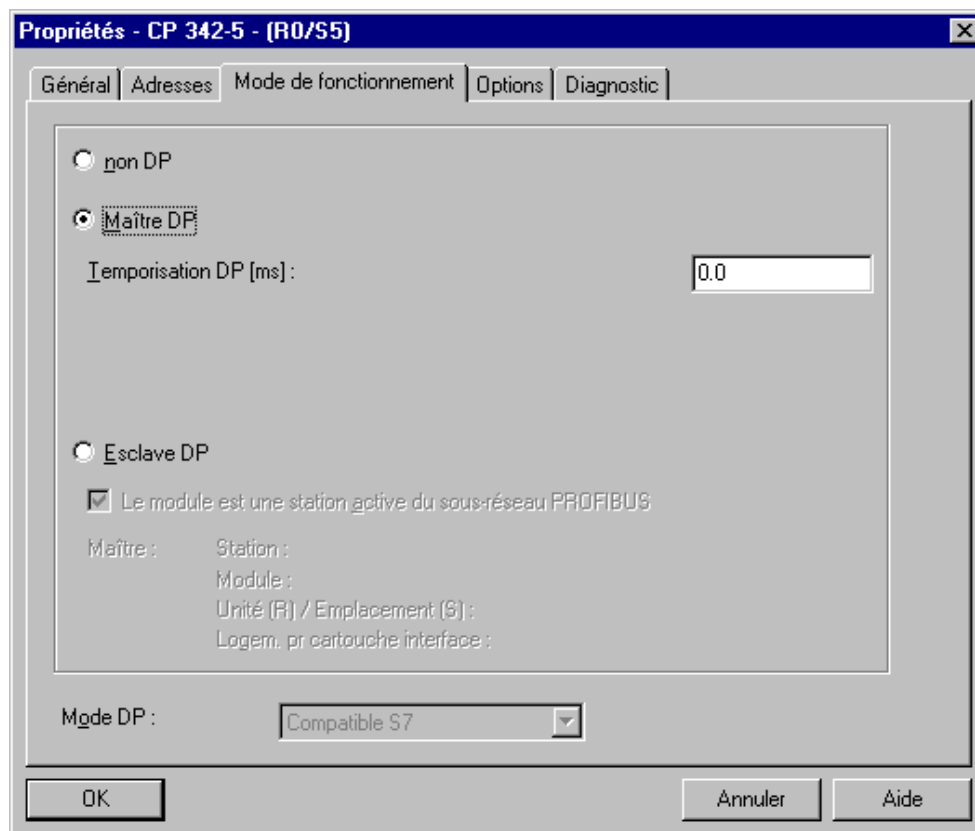 Propriétés - CP 342-5 - (R0/S5)
Général Adresses Mode de fonctionnement Options Diagnostic
non DP
Maître DP
Temporisation DP [ms] : 0.0
Esclave DP
Le module est une station active du sous-réseau PROFIBUS
Maître : Station :
Module :
Unité (R) / Emplacement (S) :
Logem. pr cartouche interface :
Mode DP : Compatible S7
OK Annuler Aide